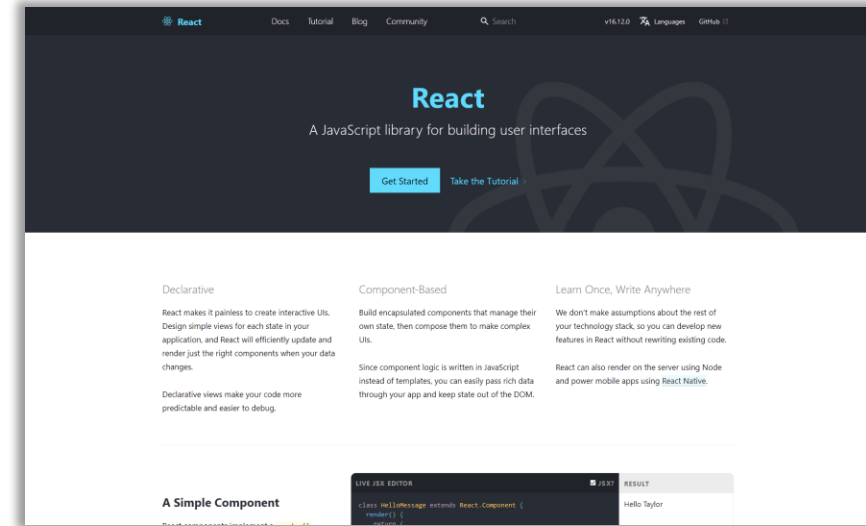 React
Docs Tutorial Blog Community Search v16.12.0 Languages GitHub
React
A JavaScript library for building user interfaces
Get Started Take the Tutorial >
Declarative
React makes it painless to create interactive UIs.
Design simple views for each state in your
application, and React will efficiently update and
render just the right components when your data
changes.
Declarative views make your code more
predictable and easier to debug.
Component-Based
Build encapsulated components that manage their
own state, then compose them to make complex
UIs.
Since component logic is written in JavaScript
instead of templates, you can easily pass rich data
through your app and keep state out of the DOM.
Learn Once, Write Anywhere
We don't make assumptions about the rest of
your technology stack, so you can develop new
features in React without rewriting existing code.
React can also render on the server using Node
and power mobile apps using React Native.
A Simple Component
React components implement a render()
LIVE JSX EDITOR JSX?
class HelloMessage extends React.Component {
render() {
return (
RESULT
Hello Taylor